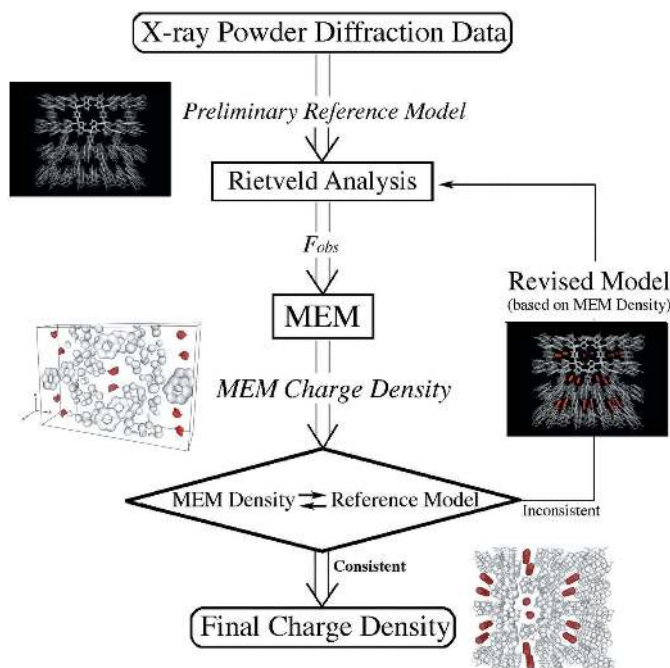 X-ray Powder Diffraction Data
Preliminary Reference Model
Rietveld Analysis
Fobs
MEM
Revised Model
(based on MEM Density)
MEM Charge Density
MEM Density ⇄ Reference Model
Inconsistent
Consistent
Final Charge Density